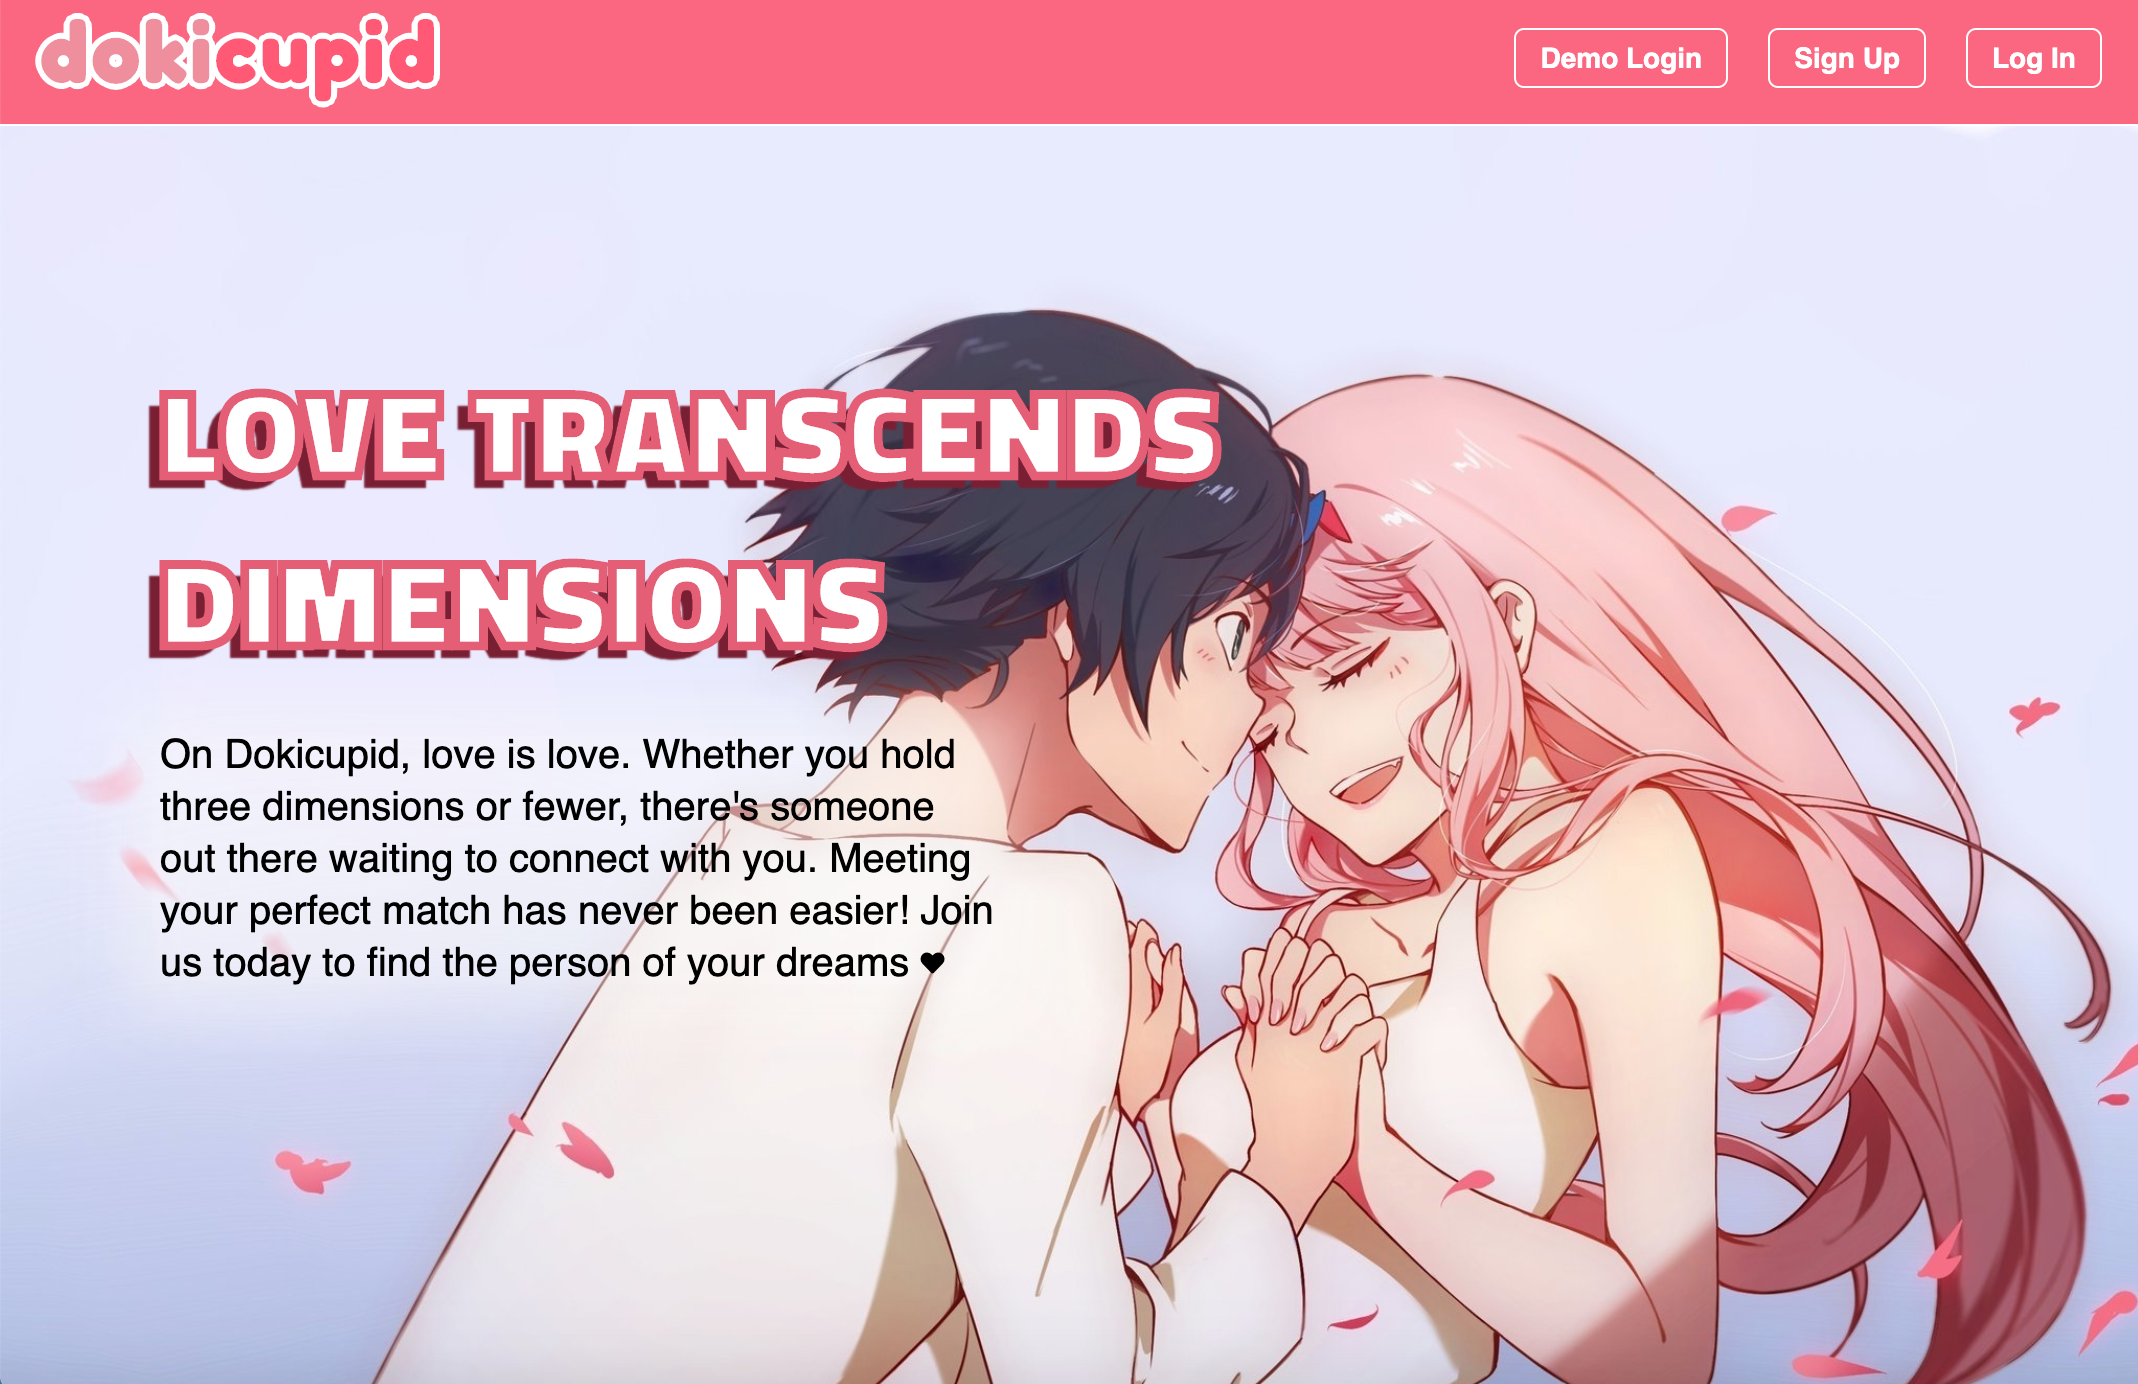 dokicupid
Demo Login
Sign Up
Log In
LOVE TRANSCENDS
DIMENSIONS
On Dokicupid, love is love. Whether you hold
three dimensions or fewer, there's someone
out there waiting to connect with you. Meeting
your perfect match has never been easier! Join
us today to find the person of your dreams ♥